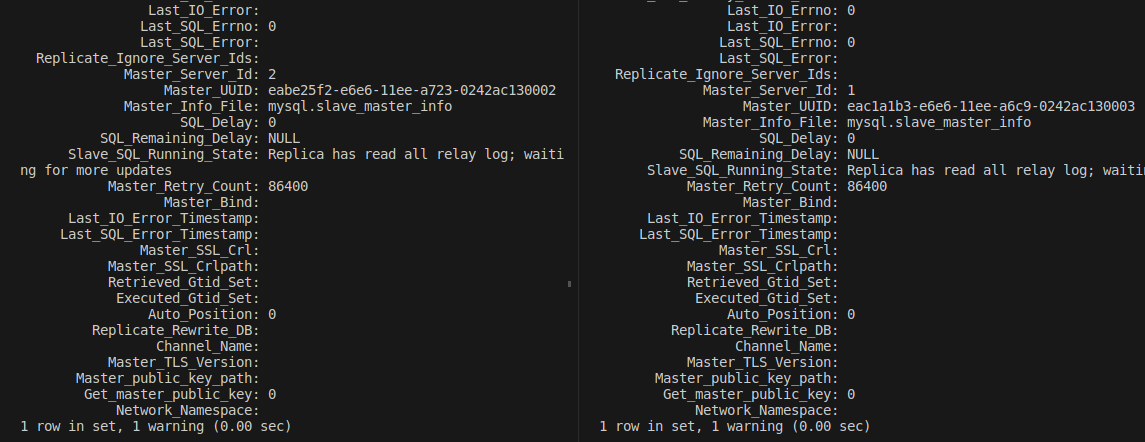 Last_IO_Error:
Last_SQL_Errno: 0
Last_SQL_Error:
Replicate_Ignore_Server_Ids:
Master_Server_Id: 2
Master_UUID: eabe25f2-e6e6-11ee-a723-0242ac130002
Master_Info_File: mysql.slave_master_info
SQL_Delay: 0
SQL_Remaining_Delay: NULL
Slave_SQL_Running_State: Replica has read all relay log; waiti
ng for more updates
Master_Retry_Count: 86400
Master_Bind:
Last_IO_Error_Timestamp:
Last_SQL_Error_Timestamp:
Master_SSL_Crl:
Master_SSL_Crlpath:
Retrieved_Gtid_Set:
Executed_Gtid_Set:
Auto_Position: 0
Replicate_Rewrite_DB:
Channel_Name:
Master_TLS_Version:
Master_public_key_path:
Get_master_public_key: 0
Network_Namespace:
1 row in set, 1 warning (0.00 sec)
Last_IO_Errno: 0
Last_IO_Error:
Last_SQL_Errno: 0
Last_SQL_Error:
Replicate_Ignore_Server_Ids:
Master_Server_Id: 1
Master_UUID: eac1a1b3-e6e6-11ee-a6c9-0242ac130003
Master_Info_File: mysql.slave_master_info
SQL_Delay: 0
SQL_Remaining_Delay: NULL
Slave_SQL_Running_State: Replica has read all relay log; waiti
Master_Retry_Count: 86400
Master_Bind:
Last_IO_Error_Timestamp:
Last_SQL_Error_Timestamp:
Master_SSL_Crl:
Master_SSL_Crlpath:
Retrieved_Gtid_Set:
Executed_Gtid_Set:
Auto_Position: 0
Replicate_Rewrite_DB:
Channel_Name:
Master_TLS_Version:
Master_public_key_path:
Get_master_public_key: 0
Network_Namespace:
1 row in set, 1 warning (0.00 sec)